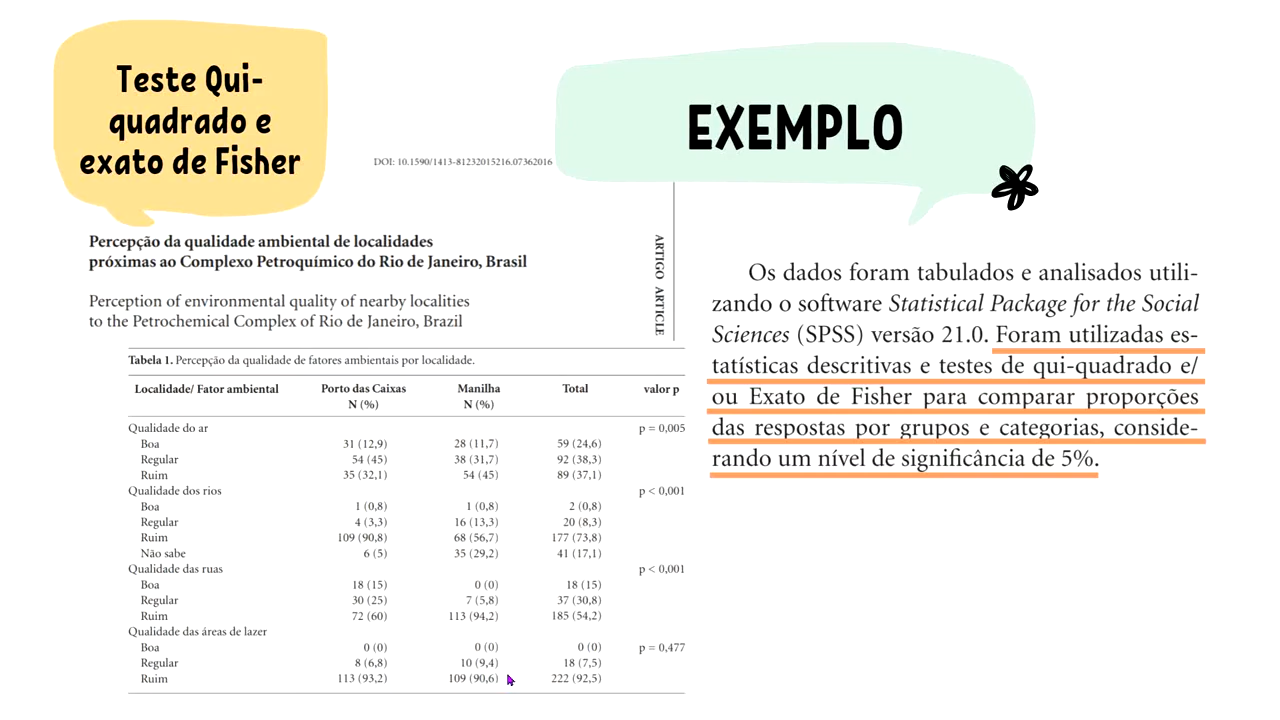 Teste Qui-
quadrado e
exato de Fisher
EXEMPLO
DOI: 10.1590/1413-81232015216.07362016
Percepção da qualidade ambiental de localidades
próximas ao Complexo Petroquímico do Rio de Janeiro, Brasil
Perception of environmental quality of nearby localities
to the Petrochemical Complex of Rio de Janeiro, Brazil
ARTIGO ARTICLE
Tabela 1. Percepção da qualidade de fatores ambientais por localidade.
Localidade/ Fator ambiental Porto das Caixas Manilha Total valor p
N (%) N (%)
Qualidade do ar p = 0,005
Boa 31 (12,9) 28 (11,7) 59 (24,6)
Regular 54 (45) 38 (31,7) 92 (38,3)
Ruim 35 (32,1) 54 (45) 89 (37,1)
Qualidade dos rios p < 0,001
Boa 1 (0,8) 1 (0,8) 2 (0,8)
Regular 4 (3,3) 16 (13,3) 20 (8,3)
Ruim 109 (90,8) 68 (56,7) 177 (73,8)
Não sabe 6 (5) 35 (29,2) 41 (17,1)
Qualidade das ruas p < 0,001
Boa 18 (15) 0 (0) 18 (15)
Regular 30 (25) 7 (5,8) 37 (30,8)
Ruim 72 (60) 113 (94,2) 185 (54,2)
Qualidade das áreas de lazer
Boa 0 (0) 0 (0) 0 (0) p = 0,477
Regular 8 (6,8) 10 (9,4) 18 (7,5)
Ruim 113 (93,2) 109 (90,6) 222 (92,5)
Os dados foram tabulados e analisados utili-
zando o software Statistical Package for the Social
Sciences (SPSS) versão 21.0. Foram utilizadas es-
tatísticas descritivas e testes de qui-quadrado e/
ou Exato de Fisher para comparar proporções
das respostas por grupos e categorias, conside-
rando um nível de significância de 5%.